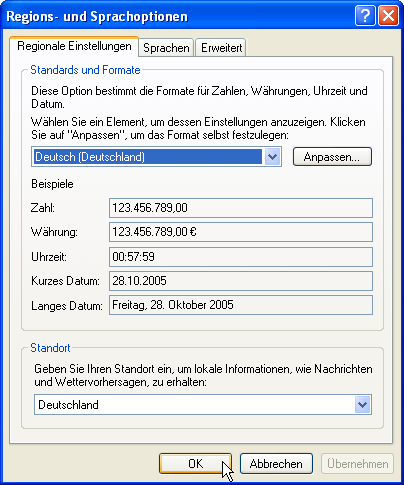 Regions- und Sprachoptionen
Regionale Einstellungen
Sprachen
Erweitert
Standards und Formate
Diese Option bestimmt die Formate für Zahlen, Währungen, Uhrzeit und
Datum.
Wählen Sie ein Element, um dessen Einstellungen anzuzeigen. Klicken
Sie auf "Anpassen", um das Format selbst festzulegen:
Deutsch (Deutschland)
Anpassen...
Beispiele
Zahl:
123.456.789,00
Währung:
123.456.789,00 €
Uhrzeit:
00:57:59
Kurzes Datum:
28.10.2005
Langes Datum:
Freitag, 28. Oktober 2005
Standort
Geben Sie Ihren Standort ein, um lokale Informationen, wie Nachrichten
und Wettervorhersagen, zu erhalten:
Deutschland
OK
Abbrechen
Übernehmen